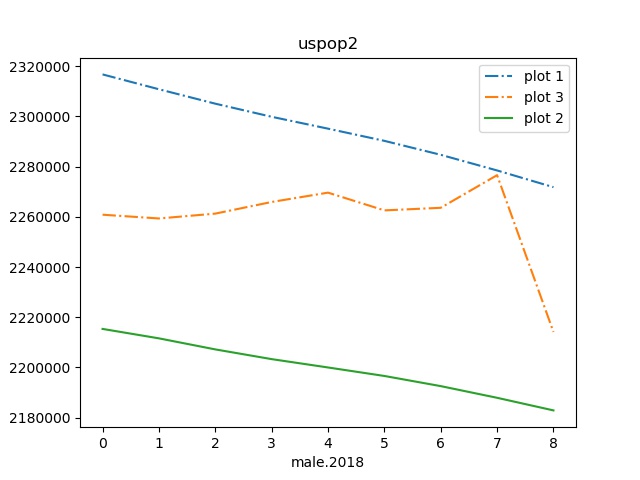 uspop2
2320000
2300000
2280000
2260000
2240000
2220000
2200000
2180000
plot 1
plot 3
plot 2
0 1 2 3 4 5 6 7 8
male.2018